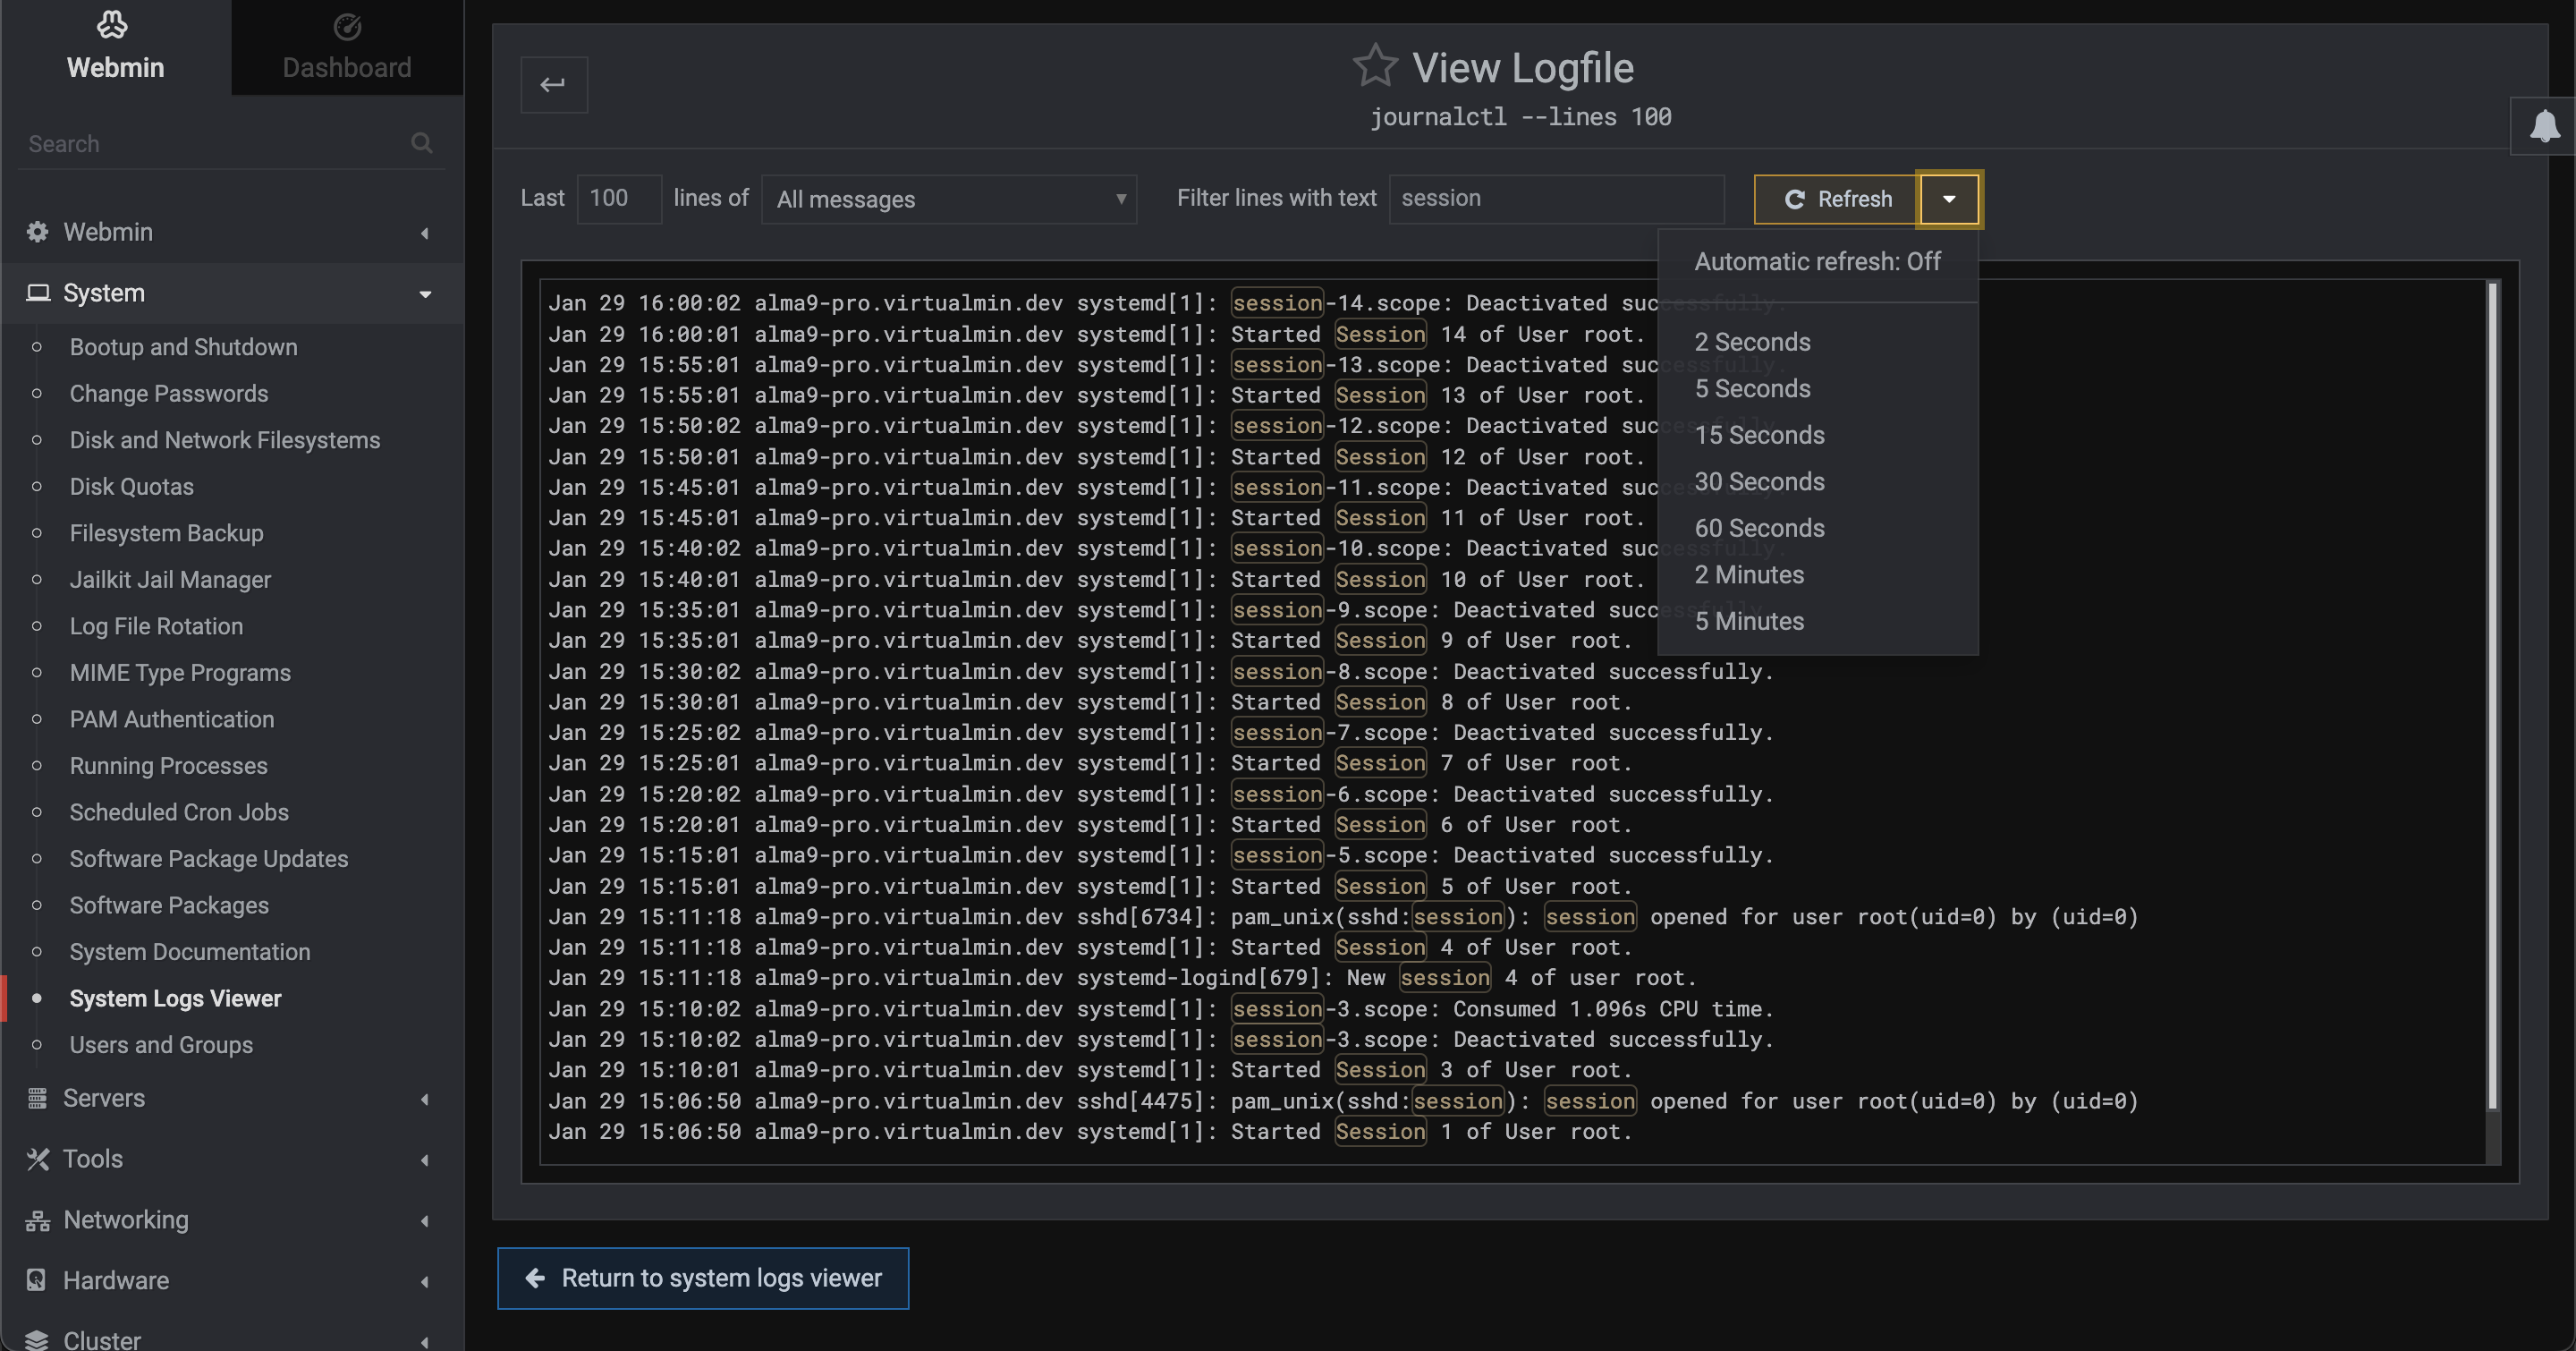 Webmin
Dashboard
Search
Webmin
System
Bootup and Shutdown
Change Passwords
Disk and Network Filesystems
Disk Quotas
Filesystem Backup
Jailkit Jail Manager
Log File Rotation
MIME Type Programs
PAM Authentication
Running Processes
Scheduled Cron Jobs
Software Package Updates
Software Packages
System Documentation
System Logs Viewer
Users and Groups
Servers
Tools
Networking
Hardware
Cluster
View Logfile
journalctl --lines 100
Last 100 lines of All messages Filter lines with text session Refresh
Automatic refresh: Off
2 Seconds
5 Seconds
15 Seconds
30 Seconds
60 Seconds
2 Minutes
5 Minutes
Jan 29 16:00:02 alma9-pro.virtualmin.dev systemd[1]: session-14.scope: Deactivated successfully.
Jan 29 16:00:01 alma9-pro.virtualmin.dev systemd[1]: Started Session 14 of User root.
Jan 29 15:55:01 alma9-pro.virtualmin.dev systemd[1]: session-13.scope: Deactivated successfully.
Jan 29 15:55:01 alma9-pro.virtualmin.dev systemd[1]: Started Session 13 of User root.
Jan 29 15:50:02 alma9-pro.virtualmin.dev systemd[1]: session-12.scope: Deactivated successfully.
Jan 29 15:50:01 alma9-pro.virtualmin.dev systemd[1]: Started Session 12 of User root.
Jan 29 15:45:01 alma9-pro.virtualmin.dev systemd[1]: session-11.scope: Deactivated successfully.
Jan 29 15:45:01 alma9-pro.virtualmin.dev systemd[1]: Started Session 11 of User root.
Jan 29 15:40:02 alma9-pro.virtualmin.dev systemd[1]: session-10.scope: Deactivated successfully.
Jan 29 15:40:01 alma9-pro.virtualmin.dev systemd[1]: Started Session 10 of User root.
Jan 29 15:35:01 alma9-pro.virtualmin.dev systemd[1]: session-9.scope: Deactivated successfully.
Jan 29 15:35:01 alma9-pro.virtualmin.dev systemd[1]: Started Session 9 of User root.
Jan 29 15:30:02 alma9-pro.virtualmin.dev systemd[1]: session-8.scope: Deactivated successfully.
Jan 29 15:30:01 alma9-pro.virtualmin.dev systemd[1]: Started Session 8 of User root.
Jan 29 15:25:02 alma9-pro.virtualmin.dev systemd[1]: session-7.scope: Deactivated successfully.
Jan 29 15:25:01 alma9-pro.virtualmin.dev systemd[1]: Started Session 7 of User root.
Jan 29 15:20:02 alma9-pro.virtualmin.dev systemd[1]: session-6.scope: Deactivated successfully.
Jan 29 15:20:01 alma9-pro.virtualmin.dev systemd[1]: Started Session 6 of User root.
Jan 29 15:15:01 alma9-pro.virtualmin.dev systemd[1]: session-5.scope: Deactivated successfully.
Jan 29 15:15:01 alma9-pro.virtualmin.dev systemd[1]: Started Session 5 of User root.
Jan 29 15:11:18 alma9-pro.virtualmin.dev sshd[6734]: pam_unix(sshd:session): session opened for user root(uid=0) by (uid=0)
Jan 29 15:11:18 alma9-pro.virtualmin.dev systemd[1]: Started Session 4 of User root.
Jan 29 15:11:18 alma9-pro.virtualmin.dev systemd-logind[679]: New session 4 of user root.
Jan 29 15:10:02 alma9-pro.virtualmin.dev systemd[1]: session-3.scope: Consumed 1.096s CPU time.
Jan 29 15:10:02 alma9-pro.virtualmin.dev systemd[1]: session-3.scope: Deactivated successfully.
Jan 29 15:10:01 alma9-pro.virtualmin.dev systemd[1]: Started Session 3 of User root.
Jan 29 15:06:50 alma9-pro.virtualmin.dev sshd[4475]: pam_unix(sshd:session): session opened for user root(uid=0) by (uid=0)
Jan 29 15:06:50 alma9-pro.virtualmin.dev systemd[1]: Started Session 1 of User root.
Return to system logs viewer